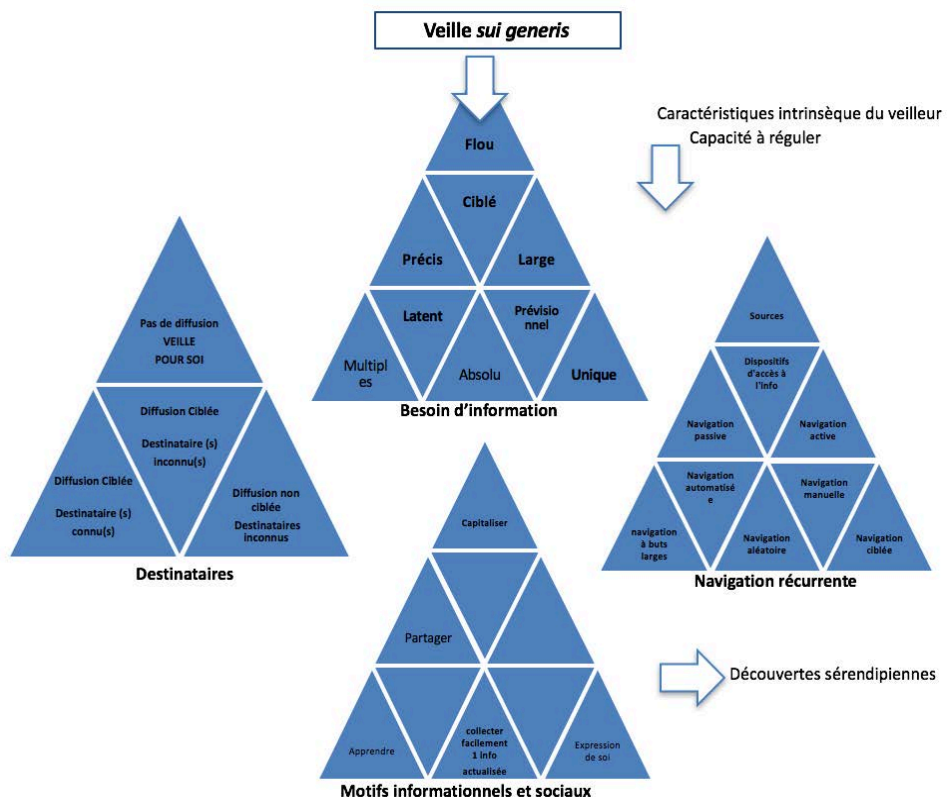 Veille sui generis
Caractéristiques intrinsèque du veilleur
Capacité à réguler
Flou
Ciblé
Précis
Large
Latent
Prévisio
nnel
Multipl
es
Absolu
Unique
Besoin d'information
Pas de diffusion
VEILLE
POUR SOI
Diffusion Ciblée
Destinataire (s)
inconnu(s)
Diffusion Ciblée
Destinataire (s)
connu(s)
Diffusion non
ciblée
Destinataires
inconnus
Destinataires
Sources
Dispositifs
d'accès à
l'info
Navigation
passive
Navigation
active
Navigation
automatisé
e
Navigation
manuelle
navigation
à buts
larges
Navigation
aléatoire
Navigation
ciblée
Navigation récurrente
Capitaliser
Partager
Apprendre
collecter
facilement
1 info
actualisée
Expression
de soi
Motifs informationnels et sociaux
Découvertes sérendipiennes